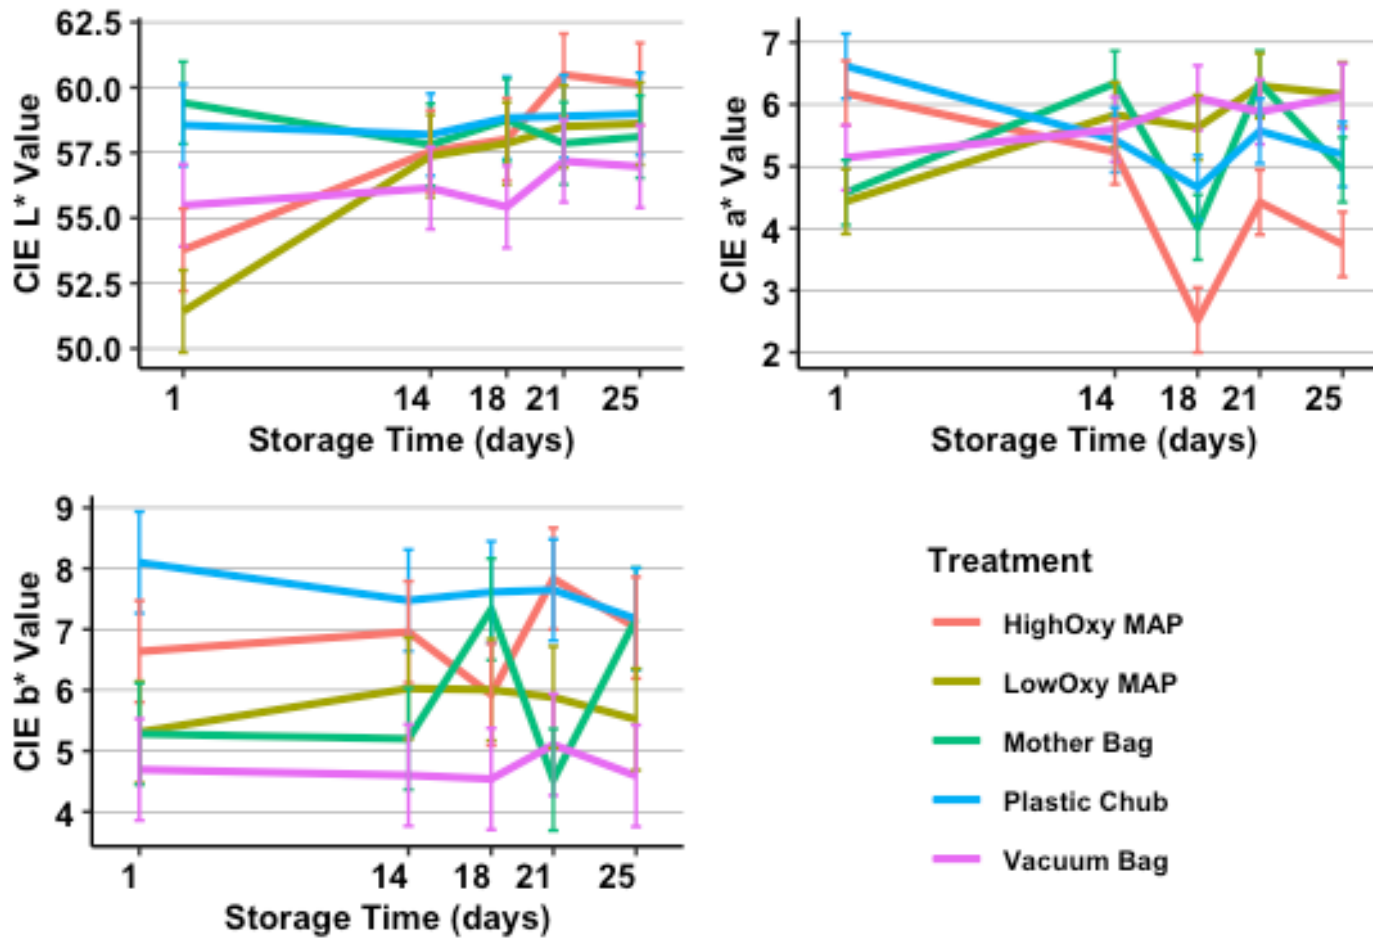 CIE L* Value
62.5
60.0
57.5
55.0
52.5
50.0
1 14 18 21 25
Storage Time (days)
CIE a* Value
7
6
5
4
3
2
1 14 18 21 25
Storage Time (days)
CIE b* Value
9
8
7
6
5
4
1 14 18 21 25
Storage Time (days)
Treatment
HighOxy MAP
LowOxy MAP
Mother Bag
Plastic Chub
Vacuum Bag